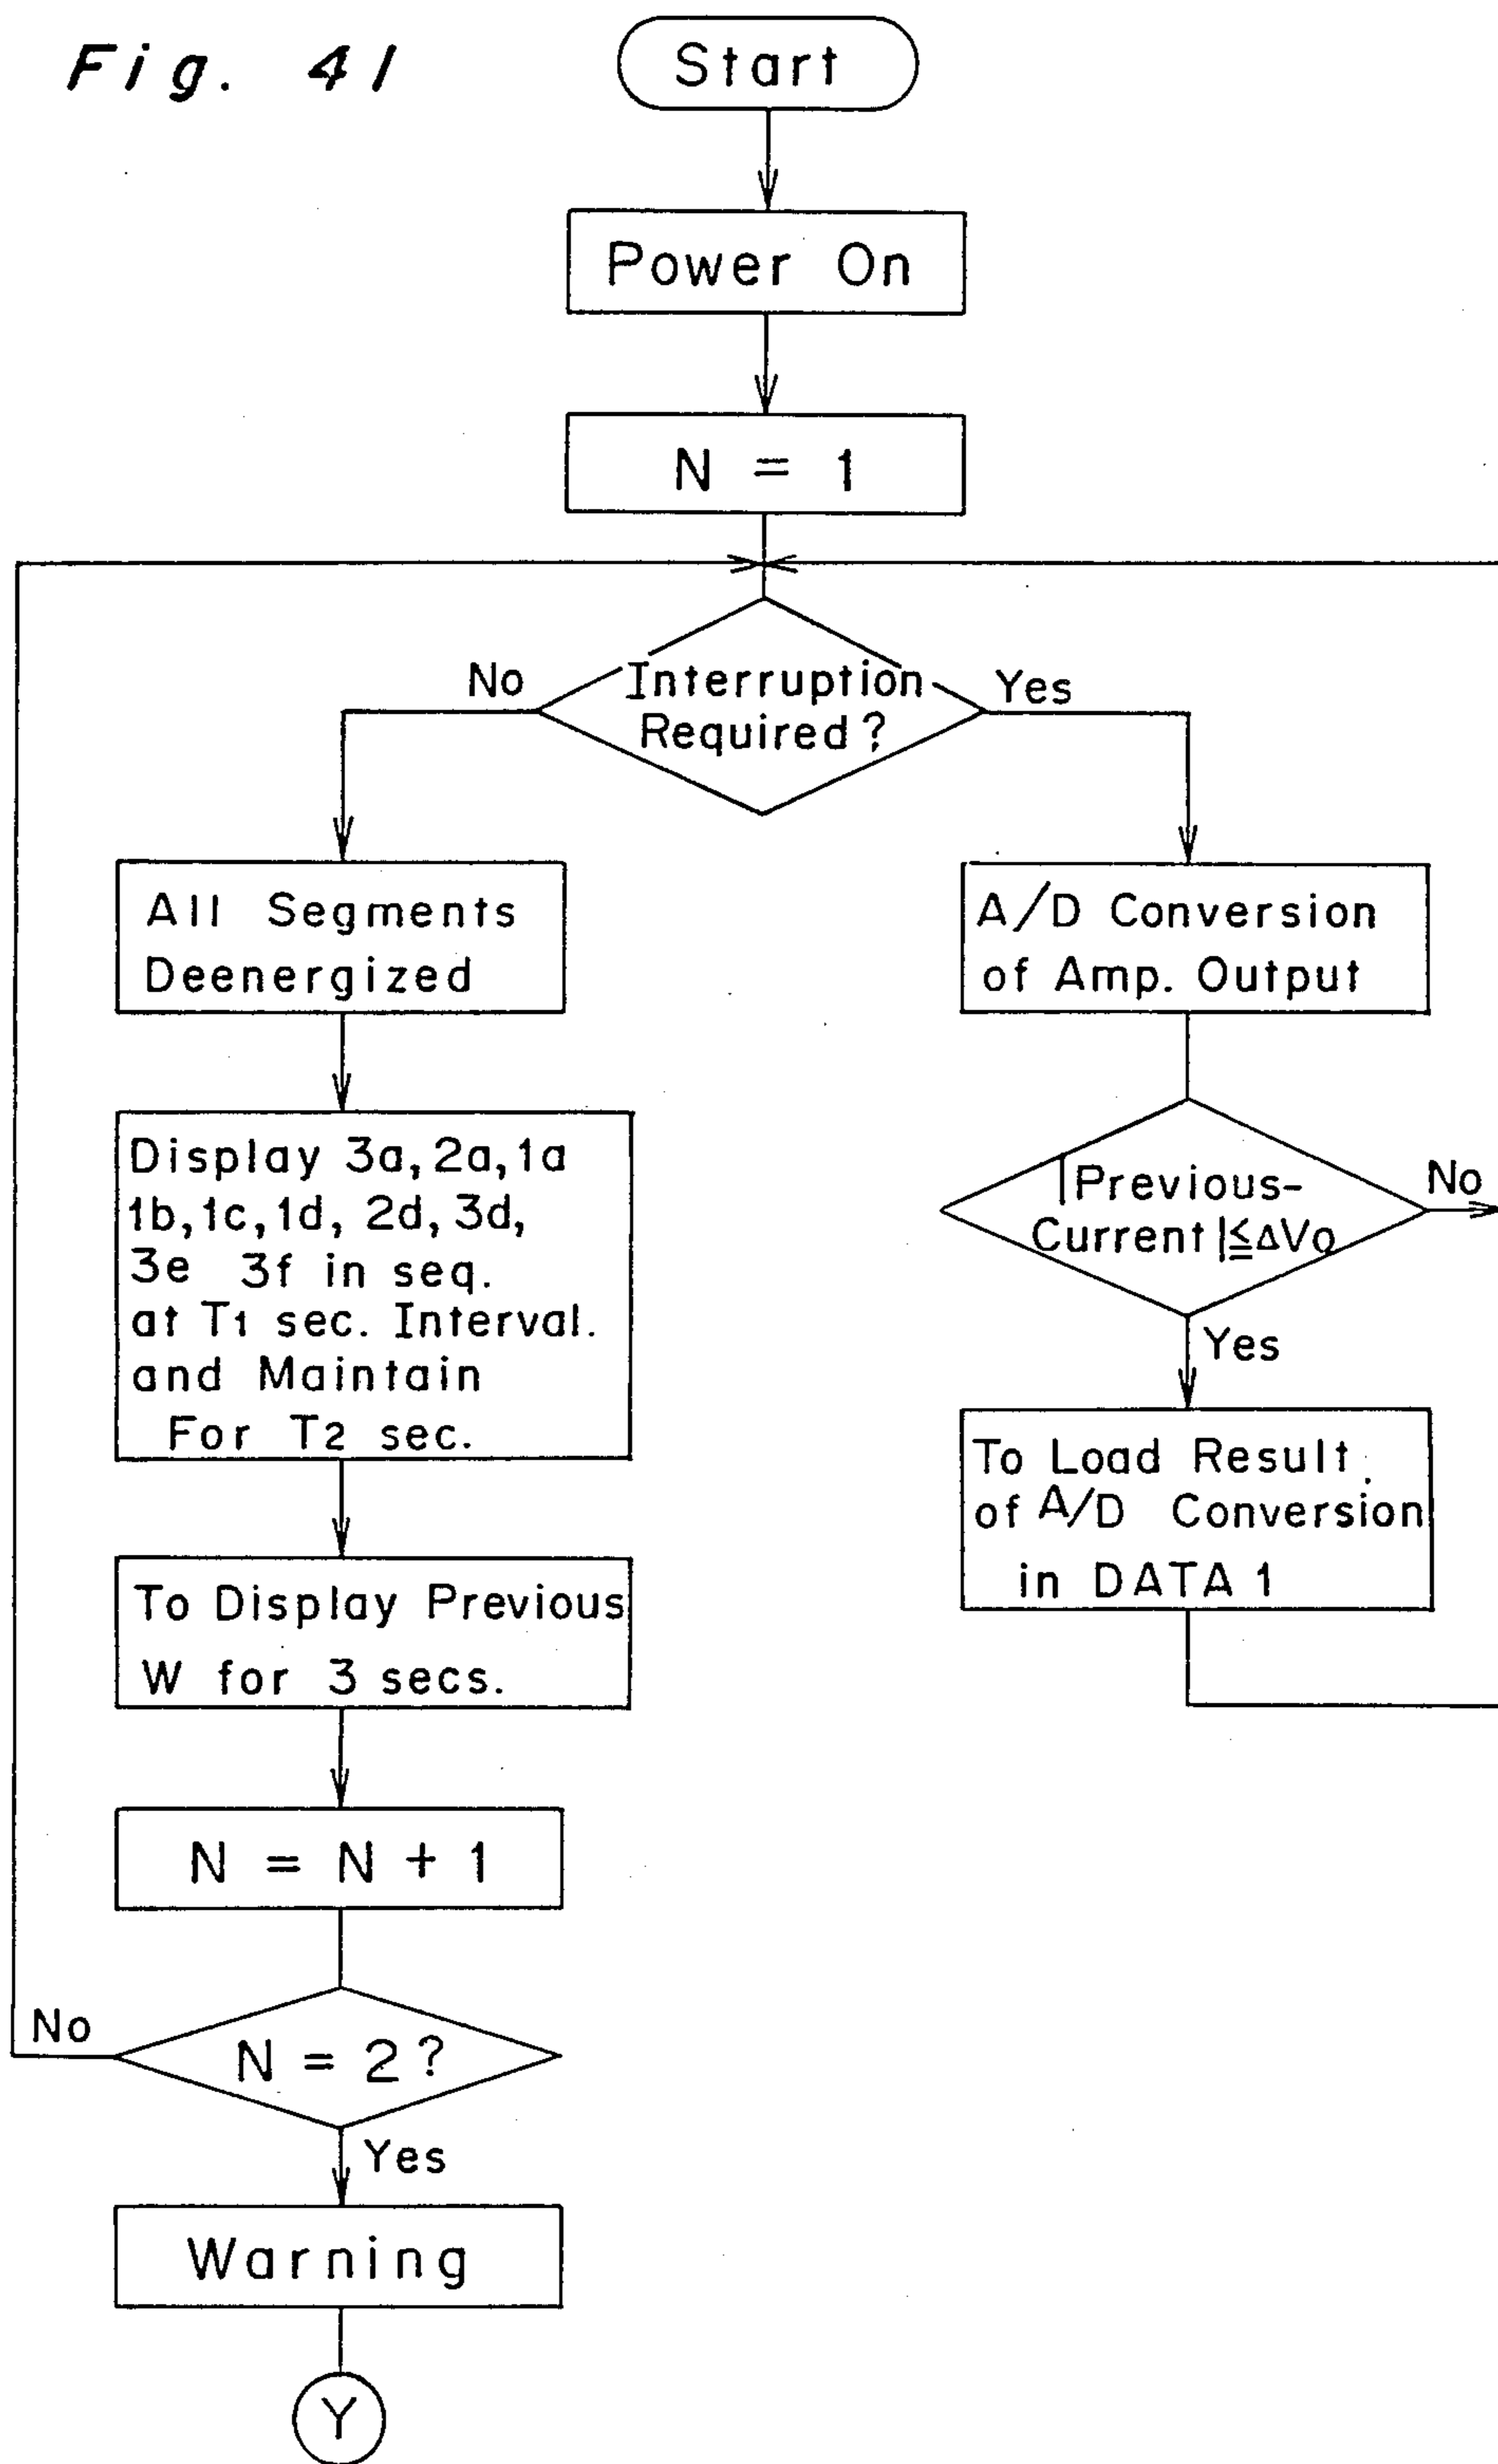 Fig. 41
Start
Power On
N = 1
Interruption
Required?
No
Yes
All Segments
Deenergized
Display 3a, 2a, 1a
1b, 1c, 1d, 2d, 3d,
3e 3f in seq.
at T1 sec. Interval.
and Maintain
For T2 sec.
To Display Previous
W for 3 secs.
N = N + 1
N = 2?
No
Yes
Warning
Y
A/D Conversion
of Amp. Output
|Previous-
Current|≦ΔVo
No
Yes
To Load Result
of A/D Conversion
in DATA 1